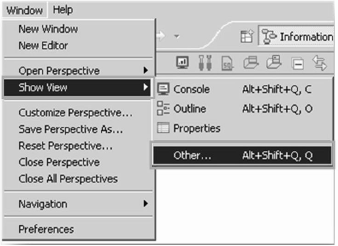 Window Help
New Window
New Editor
Information
Open Perspective
Show View
Console Alt+Shift+Q, C
Outline Alt+Shift+Q, O
Properties
Other... Alt+Shift+Q, Q
Customize Perspective...
Save Perspective As...
Reset Perspective...
Close Perspective
Close All Perspectives
Navigation
Preferences